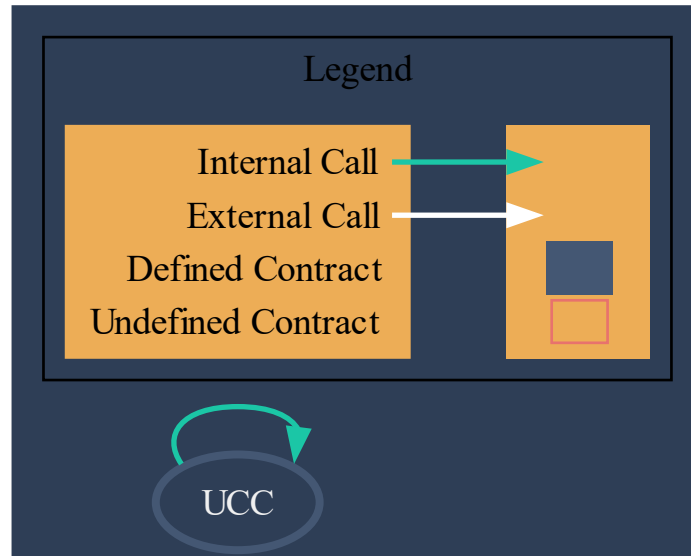 Legend
Internal Call
External Call
Defined Contract
Undefined Contract
UCC